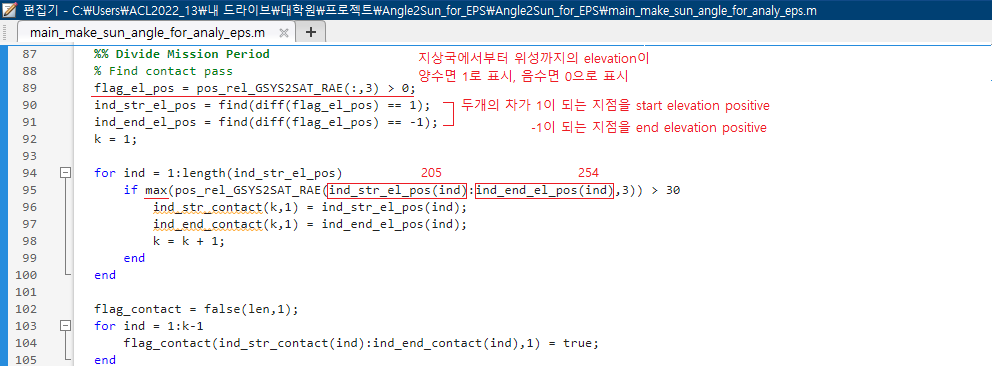 편집기 - C:₩Users₩ACL2022_13₩내 드라이브₩대학원₩프로젝트₩Angle2Sun_for_EPS₩Angle2Sun_for_EPS₩main_make_sun_angle_for_analy_eps.m
main_make_sun_angle_for_analy_eps.m × +
87 %% Divide Mission Period
지상국에서부터 위성까지의 elevation이
88 % Find contact pass
양수면 1로 표시, 음수면 0으로 표시
89 flag_el_pos = pos_rel_GSYS2SAT_RAE(:,3) > 0;
90 ind_str_el_pos = find(diff(flag_el_pos) == 1);
두개의 차가 1이 되는 지점을 start elevation positive
91 ind_end_el_pos = find(diff(flag_el_pos) == -1);
-1이 되는 지점을 end elevation positive
92 k = 1;
93
94 for ind = 1:length(ind_str_el_pos)
205 254
95 if max(pos_rel_GSYS2SAT_RAE(ind_str_el_pos(ind):ind_end_el_pos(ind),3)) > 30
96 ind_str_contact(k,1) = ind_str_el_pos(ind);
97 ind_end_contact(k,1) = ind_end_el_pos(ind);
98 k = k + 1;
99 end
100 end
101
102 flag_contact = false(len,1);
103 for ind = 1:k-1
104 flag_contact(ind_str_contact(ind):ind_end_contact(ind),1) = true;
105 end